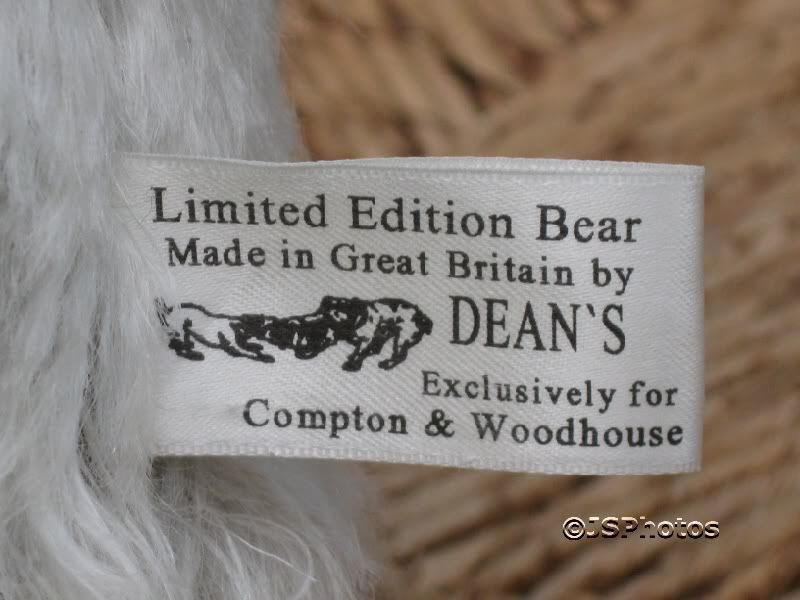 Limited Edition Bear
Made in Great Britain by
DEAN`S
Exclusively for
Compton & Woodhouse
©JSPhotos